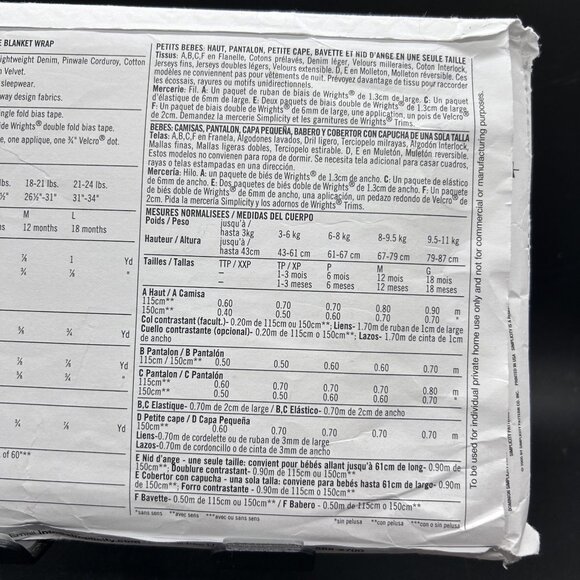 E BLANKET WRAP
ightweight Denim, Pinwale Corduroy, Cotton
n Velvet.
sleepwear.
way design fabrics.
ngle fold bias tape.
ide Wrights® double fold bias tape.
e, one applique, one ¾" Velvet® dot.
lbs. 18-21 lbs. 21-24 lbs.
26½"-31" 31"-34"
M L
12 months 18 months
⅞ 1 Yd
Yd
Yd
of 60"***
PETITS BEBES: HAUT, PANTALON, PETITE CAPE, BAVETTE ET NID D'ANGE EN UNE SEULE TAILLE
Tissus: A,B,C,F en Flanelle, Cotons prélavés, Denim léger, Velours milleraies, Coton Interlock,
Jerseys fins, Jerseys doubles légers, Velours extensible. D, E en Molleton, Molleton réversible. Ces
modèles ne conviennent pas pour vêtements de nuit. Prévoyez davantage de tissu pour raccorder
les écossais, rayures ou motifs unidirectionnels.
Mercerie: Fil. A: Un paquet de ruban de biais de Wrights® de 1.3cm de large. C: Un paquet
d'élastique de 6mm de large. E: Deux paquets de biais double de Wrights® de 1.3cm de large.
F: Un paquet de biais double de Wrights® de 6mm de large, une application, un pois de Velcro®
de 2cm. Demandez la mercerie Simplicity et les garnitures de Wrights® Trims.
BEBES: CAMISAS, PANTALON, CAPA PEQUEÑA, BABERO Y COBERTOR CON CAPUCHA DE UNA SOLA TALLA
Telas: A,B,C,F en Franela, Algodones lavados, Dril ligero, Terciopelo milrayas, Algodón Interlock,
Mallas finas, Mallas ligeras dobles, Terciopelo estirable. D, E en Muletón, Muletón reversible.
Estos modelos no convienen para ropa de dormir. Se necesita tela adicional para casar cuadros,
rayas o telas estampadas en una dirección.
Mercería: Hilo. A: un paquete de biés de Wrights® de 1.3cm de ancho. C: Un paquete de elástico
de 6mm de ancho. E: Dos paquetes de biés doble de Wrights® de 1.3cm de ancho. F: Un paquete
de biés doble de Wrights® de 6mm de ancho, una aplicación, un pedazo redondo de Velcro®
de 2cm. Pida la mercería Simplicity y los adornos de Wrights® Trims.
MESURES NORMALISEES / MEDIDAS DEL CUERPO
Poids / Peso jusqu'à / hasta 3kg 3-6 kg 6-8 kg 8-9.5 kg 9.5-11 kg
Hauteur / Altura jusqu'à / hasta 43cm 43-61 cm 61-67 cm 67-79 cm 79-87 cm
Tailles / Tallas TTP / XXP TP / XP P M G
– 1-3 mois 6 mois 12 mois 18 mois
– 1-3 meses 6 meses 12 meses 18 meses
A Haut / A Camisa
115cm** 0.60 0.70 0.70 0.80 0.90 m
150cm** 0.40 0.50 0.60 0.70 0.70 "
Col contrastant (facult.)- 0.20m de 115cm ou 150cm**; Liens- 1.70m de ruban de 1cm de large
Cuello contrastante (opcional)- 0.20m de 115cm o 150cm**; Lazos- 1.70m de cinta de 1cm
de ancho
B Pantalon / B Pantalón
115cm / 150cm** 0.50 0.50 0.60 0.60 0.70 m
C Pantalon / C Pantalón
115cm** 0.60 0.70 0.70 0.70 0.80 m
150cm** 0.50 0.50 0.60 0.60 0.70 "
B,C Elastique- 0.70m de 2cm de large / B,C Elástico- 0.70m de 2cm de ancho
D Petite cape / D Capa Pequeña
150cm** 0.60 0.70 0.70 0.70 0.70 m
Liens-0.70m de cordelette ou de ruban de 3mm de large
Lazos-0.70m de cordoncillo o de cinta de 3mm de ancho
E Nid d'ange - une seule taille: convient pour bébés allant jusqu'à 61cm de long- 0.90m de
150cm**; Doublure contrastant- 0.90m de 115cm ou 150cm**
E Cobertor con capucha - una sola talla: conviene para bebés hasta 61cm de largo- 0.90m
de 150cm**; Forro contrastante - 0.90m de 115cm o 150cm**
F Bavette- 0.50m de 115cm ou 150cm** / F Babero - 0.50m de 115cm o 150cm**
*sans sens **avec sens ***avec ou sans sens *sin pelusa **con pelusa ***con o sin pelusa
To be used for individual private home use only and not for commercial or manufacturing purposes.